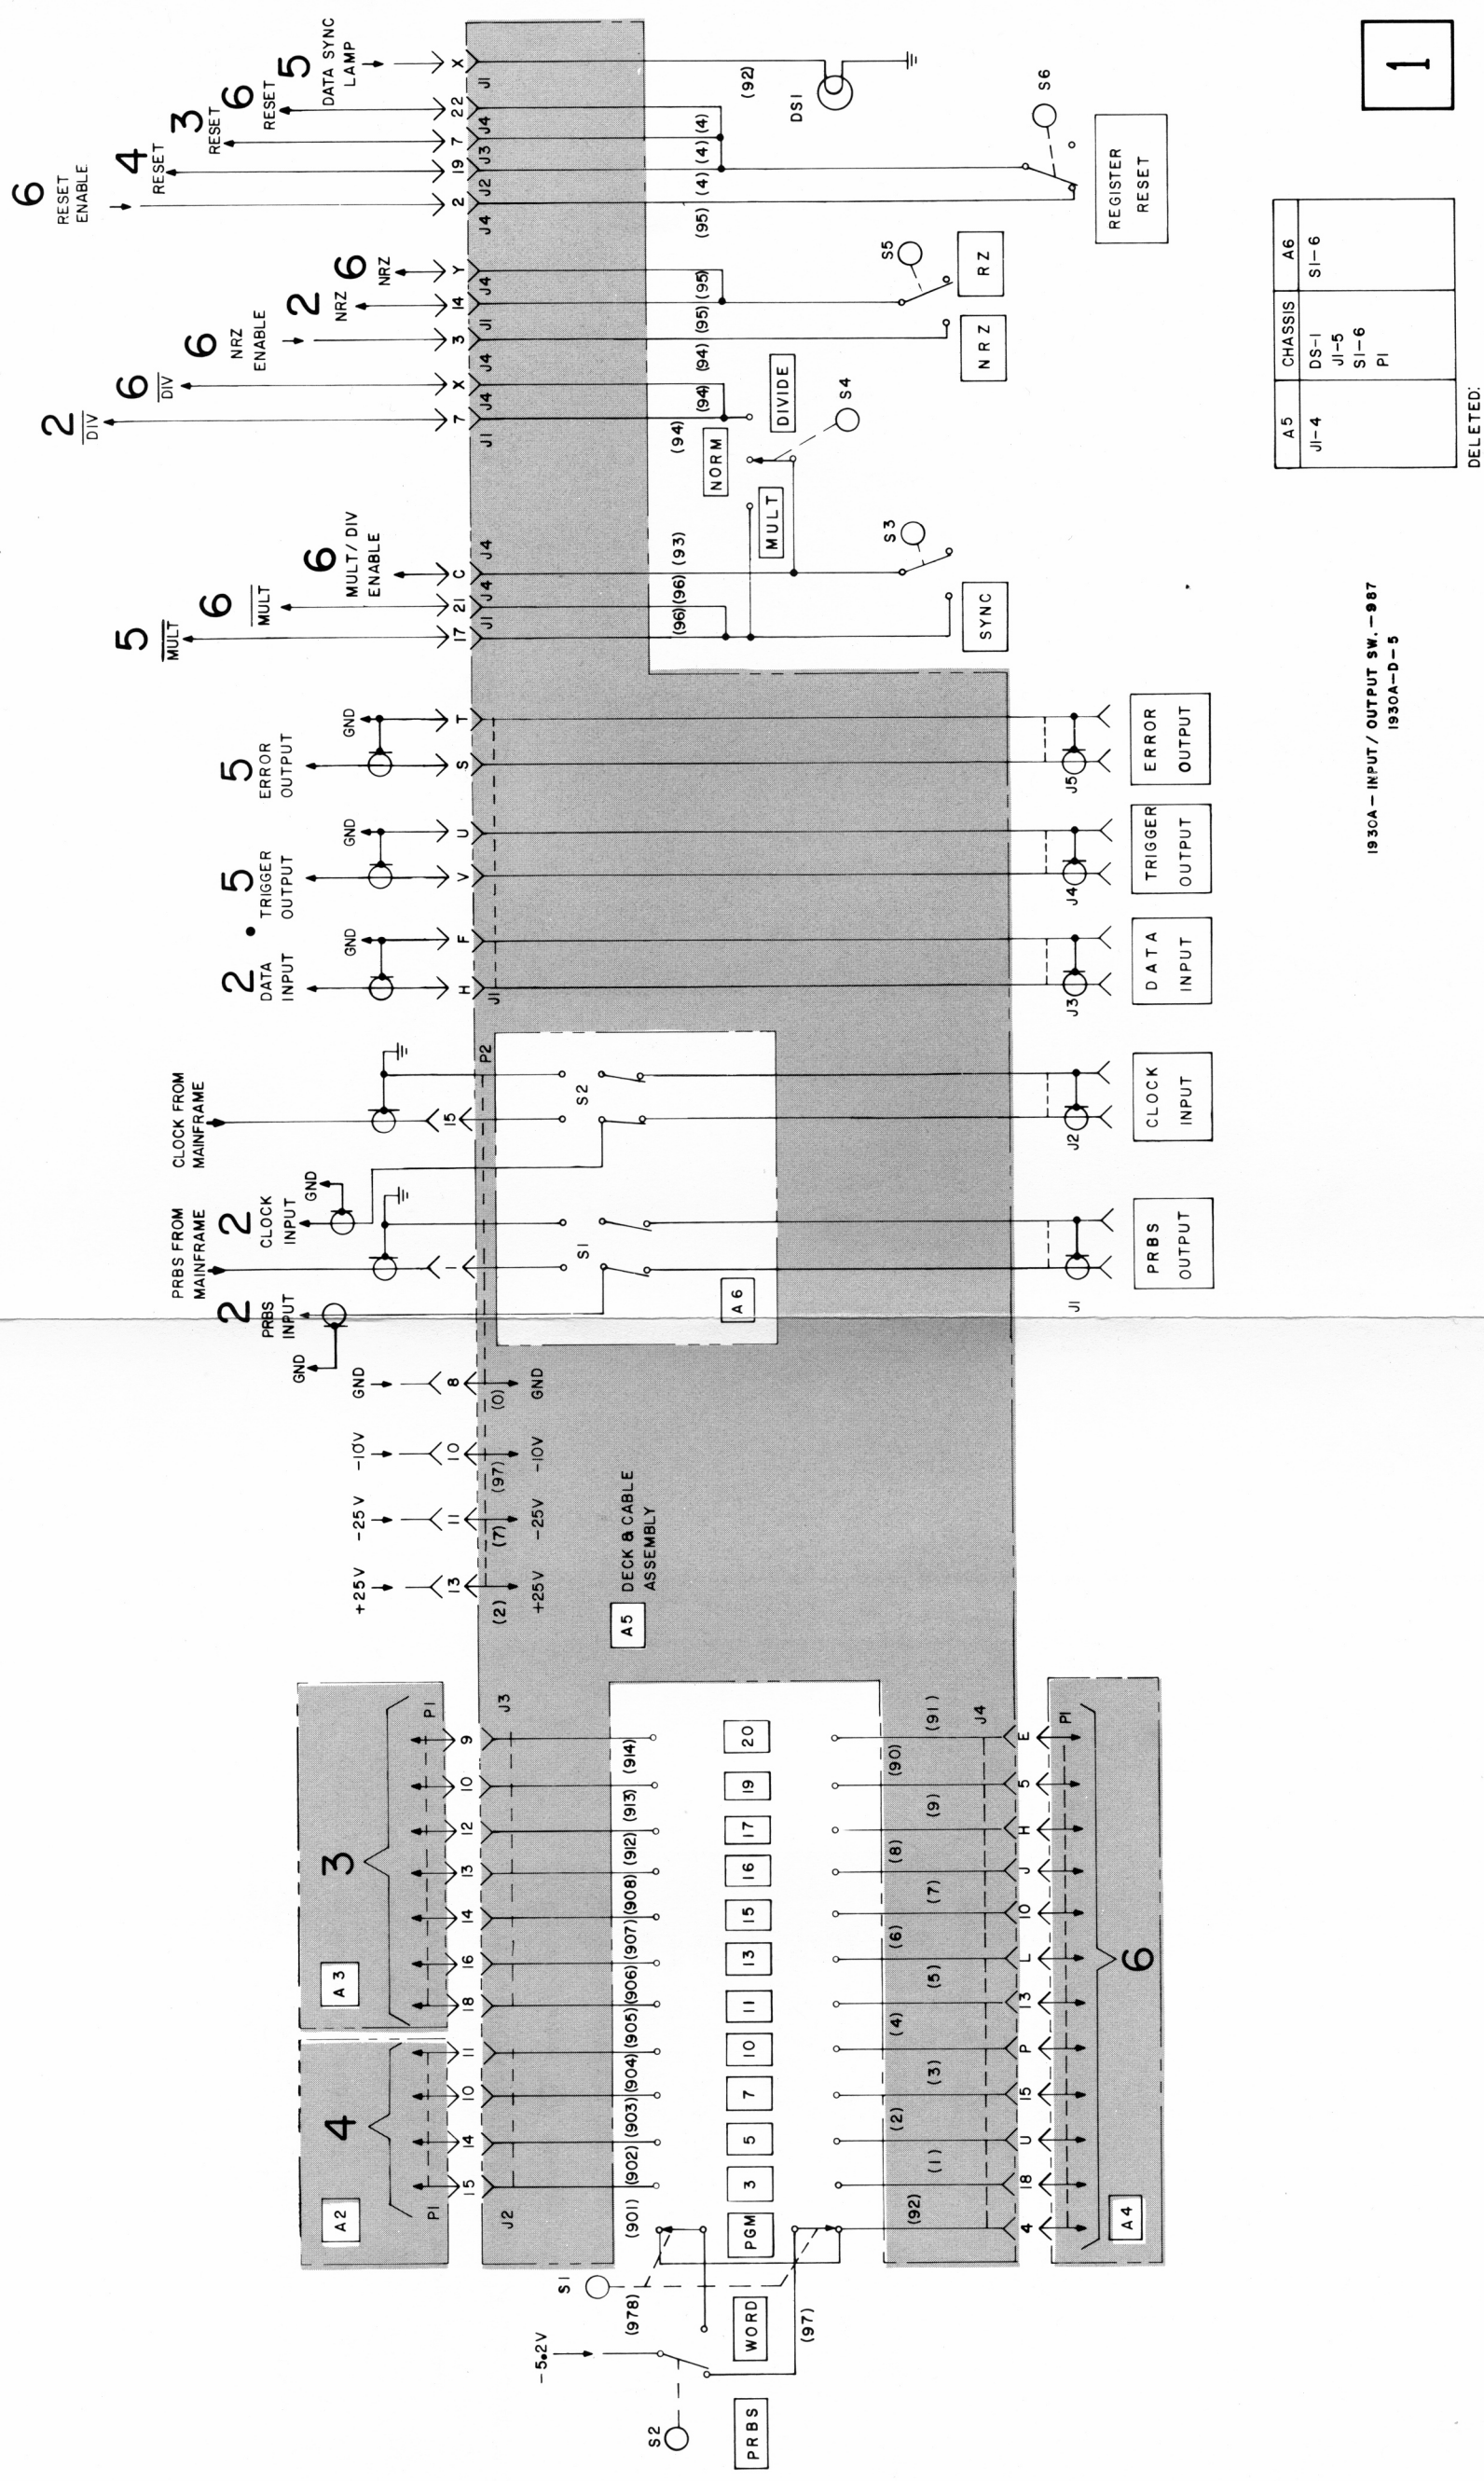 6
RESET
ENABLE
4
RESET
3
RESET
6
RESET
5
DATA SYNC
LAMP
2
DIV
6
DIV
6
NRZ
ENABLE
2
NRZ
6
NRZ
5
MULT
6
MULT
6
MULT/DIV
ENABLE
J4
2
J2
19
J3
7
J4
22
J1
X
J1
7
J4
X
J4
3
J1
14
J4
Y
J1
17
J4
21
J4
C
(95)
(4)
(4)
(4)
(92)
DS1
S6
REGISTER
RESET
(94)
(94)
(94)
(95)
(95)
S5
NRZ
RZ
NORM
DIVIDE
S4
MULT
(96)
(96)
(93)
S3
SYNC
1
A5
CHASSIS
A6
J1-4
DS-1
J1-5
S1-6
P1
S1-6
DELETED:
1930A-INPUT/OUTPUT SW.-987
1930A-D-5
5
ERROR
OUTPUT
GND
S
T
5
TRIGGER
OUTPUT
GND
V
U
2
DATA
INPUT
GND
H
F
J1
J5
ERROR
OUTPUT
J4
TRIGGER
OUTPUT
J3
DATA
INPUT
CLOCK FROM
MAINFRAME
15
P2
S2
2
CLOCK
INPUT
GND
PRBS FROM
MAINFRAME
S1
2
PRBS
INPUT
GND
A6
J2
CLOCK
INPUT
J1
PRBS
OUTPUT
GND
8
(0)
GND
-10V
10
(97)
-10V
-25V
11
(7)
-25V
+25V
13
(2)
+25V
A5
DECK & CABLE
ASSEMBLY
A2
4
P1
A3
3
P1
15
14
10
11
18
16
14
13
12
10
9
J2
J3
(901)
(902)
(903)
(904)
(905)
(906)
(907)
(908)
(912)
(913)
(914)
PGM
3
5
7
10
11
13
15
16
17
19
20
(92)
(1)
(2)
(3)
(4)
(5)
(6)
(7)
(8)
(9)
(90)
(91)
J4
4
18
U
15
P
13
L
10
J
H
5
E
P1
A4
6
S1
(978)
-5.2V
WORD
(97)
S2
PRBS